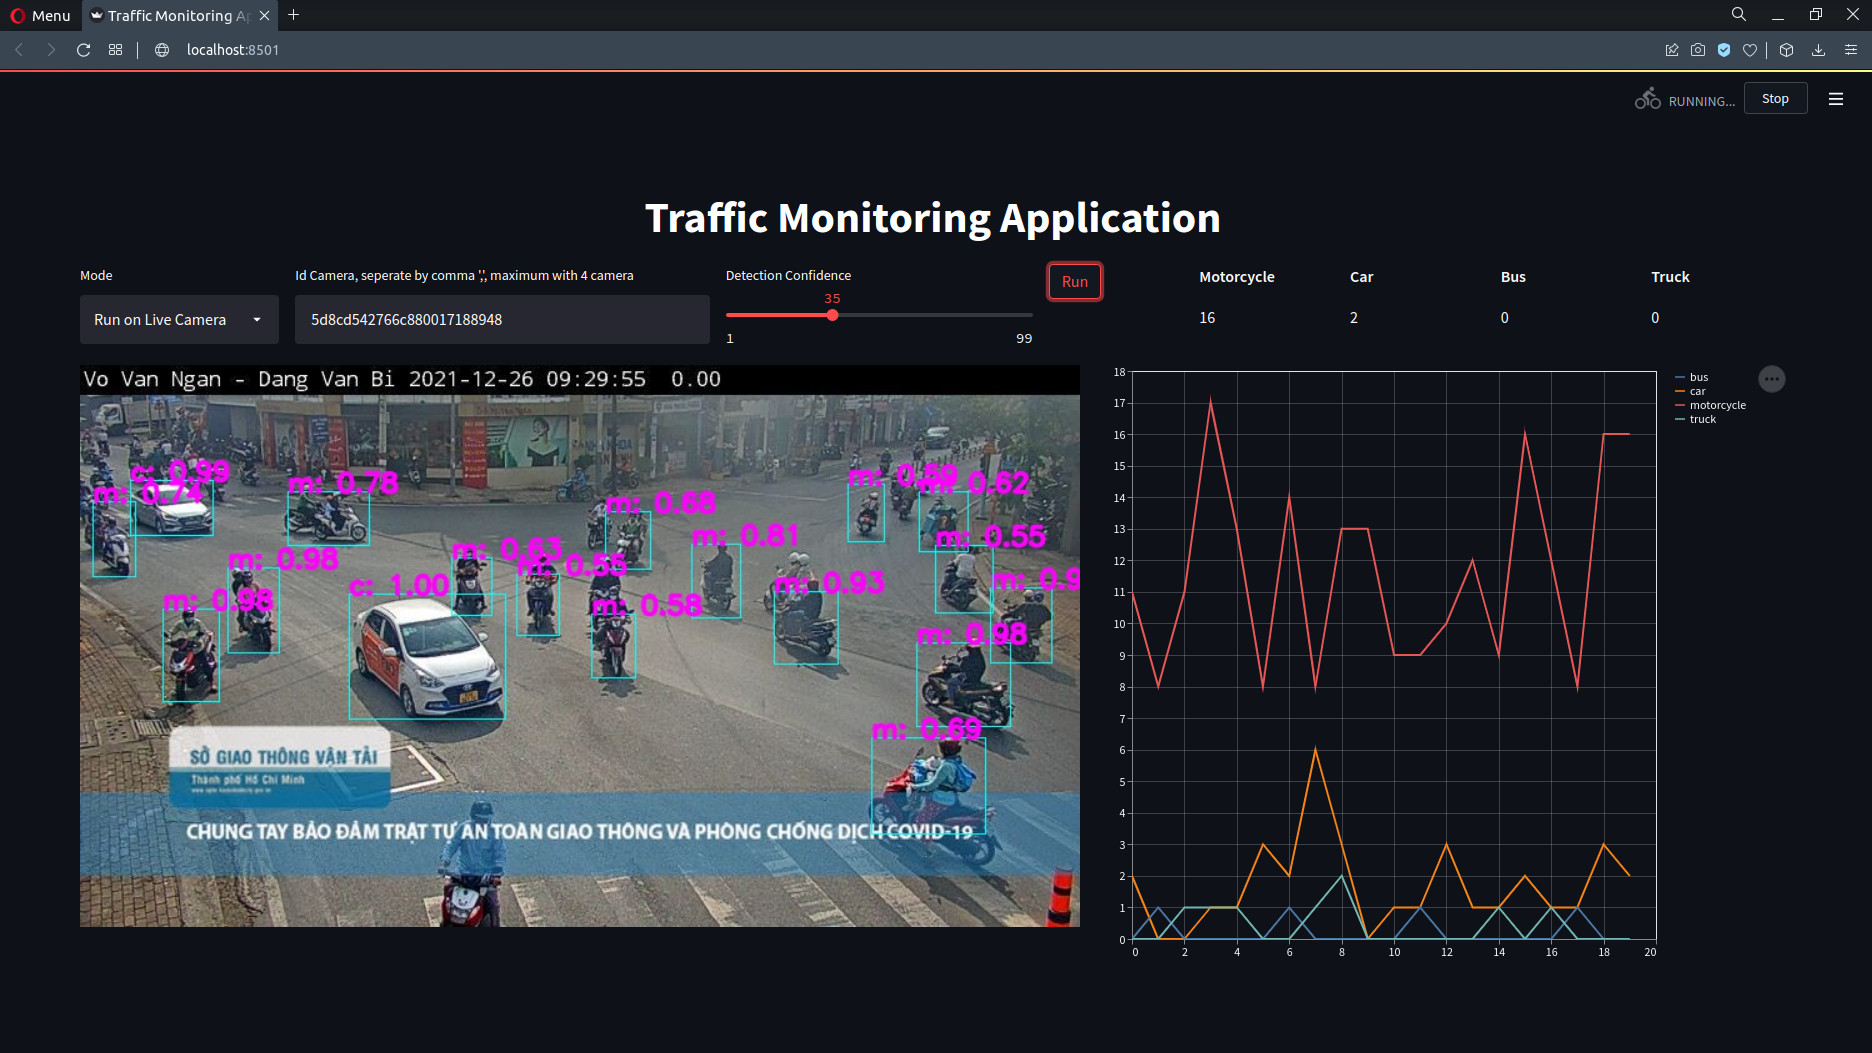 Menu
Traffic Monitoring Ap
localhost:8501
RUNNING...
Stop
Traffic Monitoring Application
Mode
Id Camera, seperate by comma ',', maximum with 4 camera
Detection Confidence
Run
Motorcycle
Car
Bus
Truck
Run on Live Camera
5d8cd542766c880017188948
35
1
99
16
2
0
0
Vo Van Ngan - Dang Van Bi 2021-12-26 09:29:55 0.00
c: 0.99
m: 0.74
m: 0.78
m: 0.68
m: 0.62
m: 0.81
m: 0.55
m: 0.98
m: 0.63
m: 0.55
c: 1.00
m: 0.93
m: 0.9
m: 0.98
m: 0.58
m: 0.98
m: 0.69
SỞ GIAO THÔNG VẬN TẢI
Thành phố Hồ Chí Minh
CHUNG TAY BẢO ĐẢM TRẬT TỰ AN TOÀN GIAO THÔNG VÀ PHÒNG CHỐNG DỊCH COVID-19
18
17
16
15
14
13
12
11
10
9
8
7
6
5
4
3
2
1
0
0 2 4 6 8 10 12 14 16 18 20
bus
car
motorcycle
truck